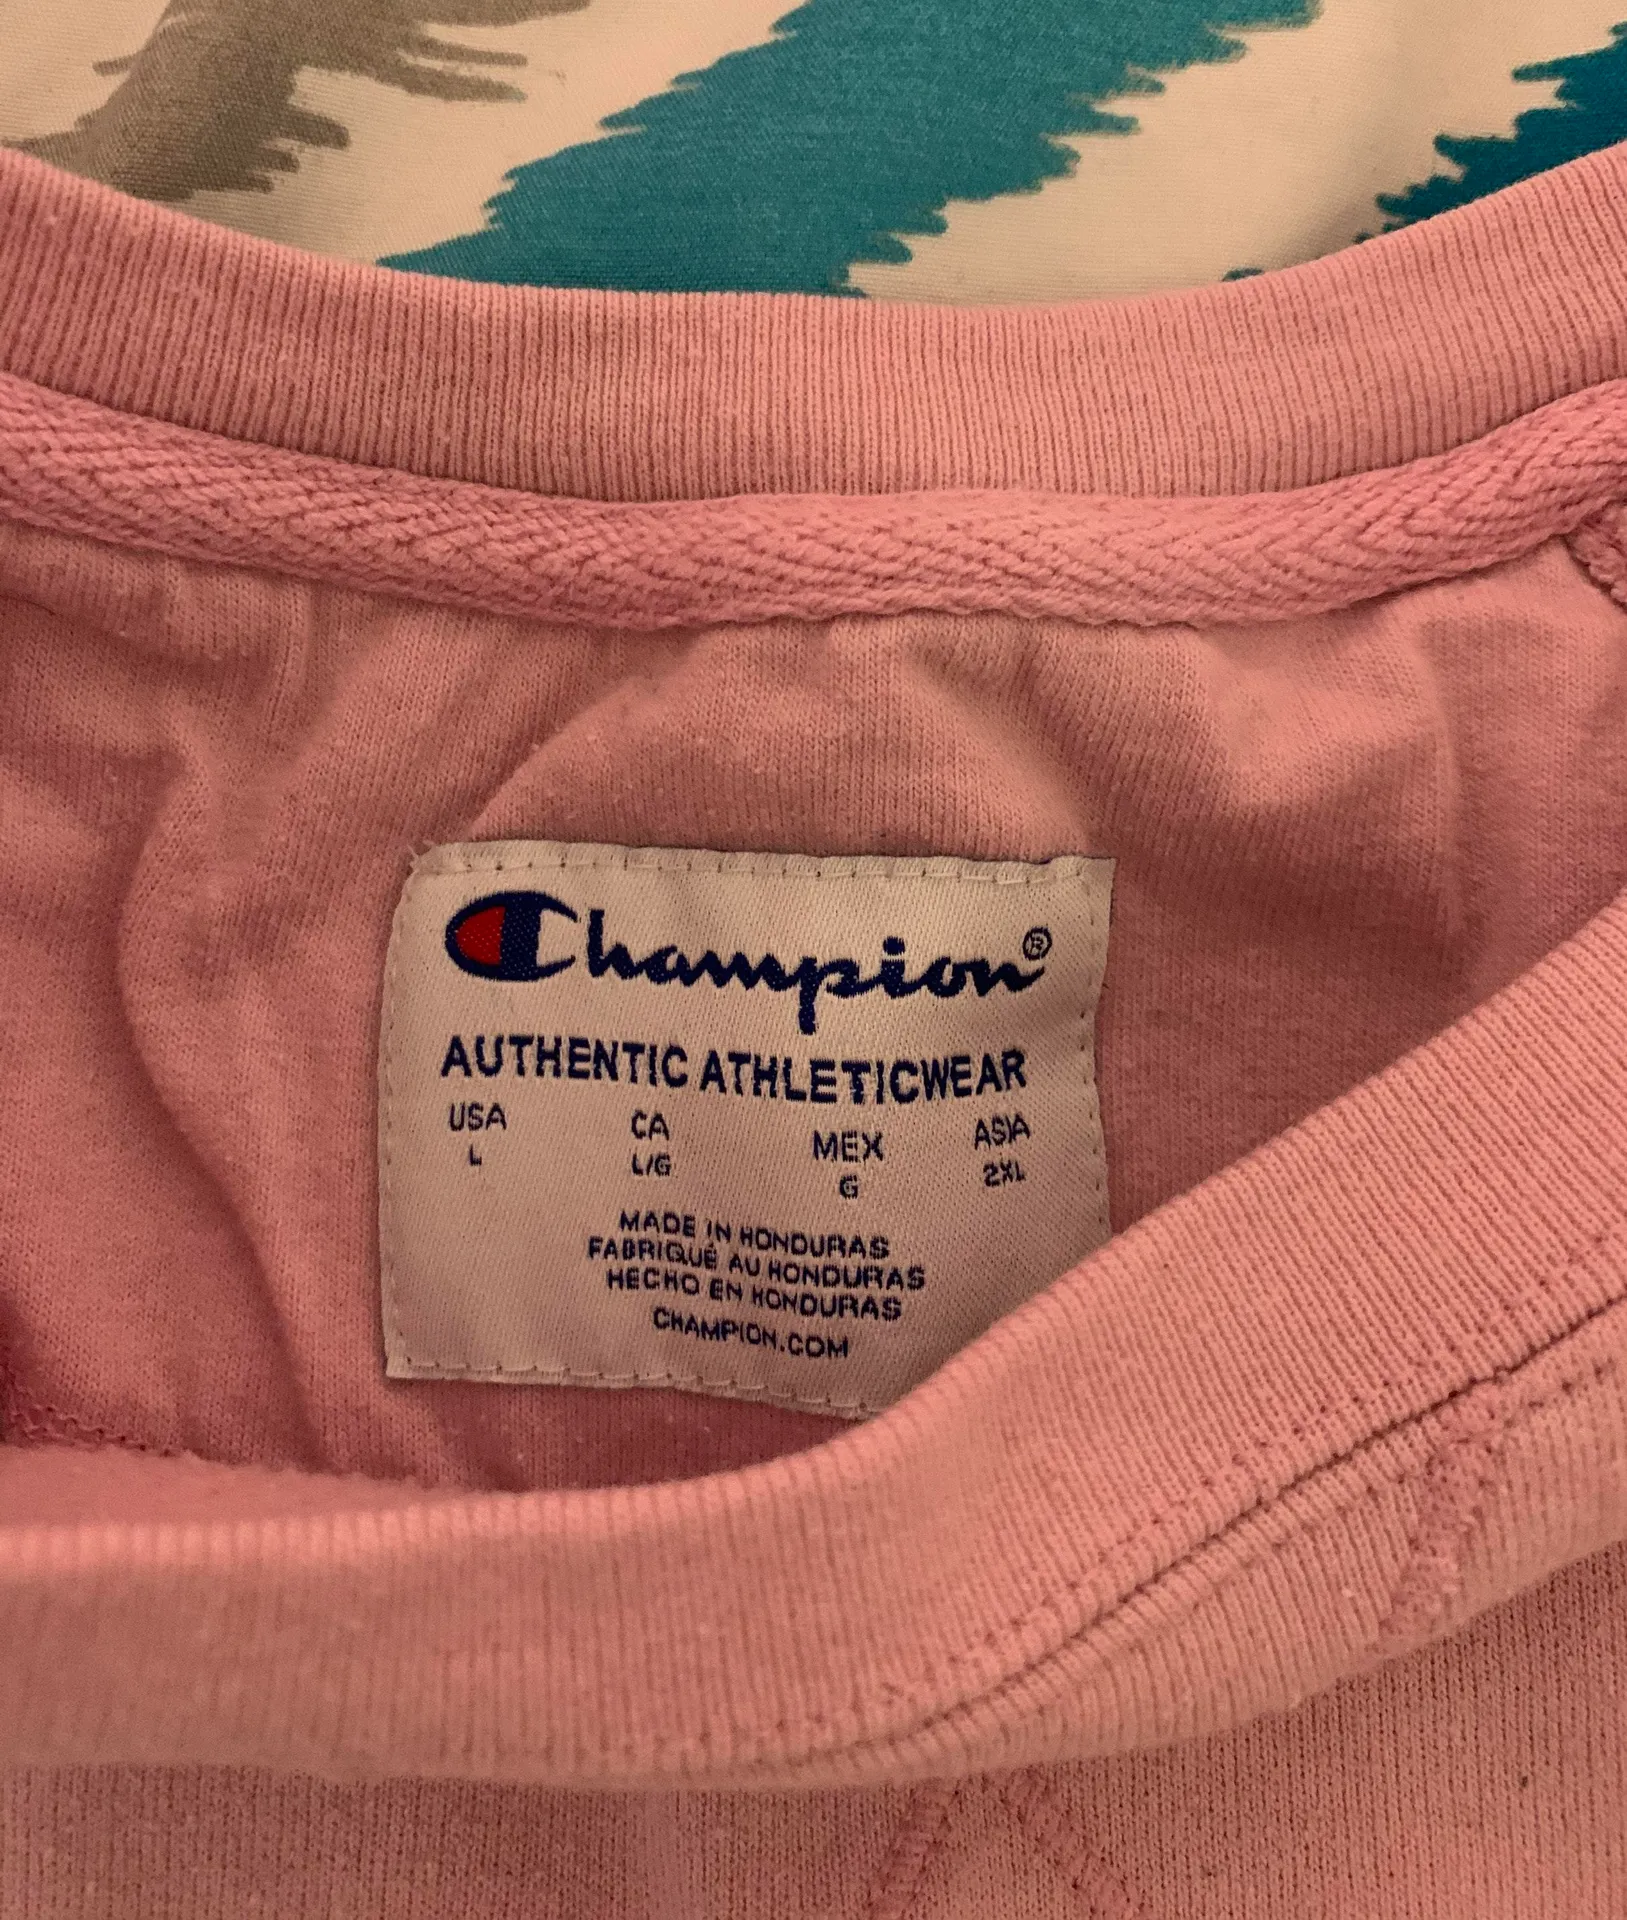 Champion®
AUTHENTIC ATHLETICWEAR
USA CA MEX ASIA
L L/G G 2XL
MADE IN HONDURAS
FABRIQUÉ AU HONDURAS
HECHO EN HONDURAS
CHAMPION.COM